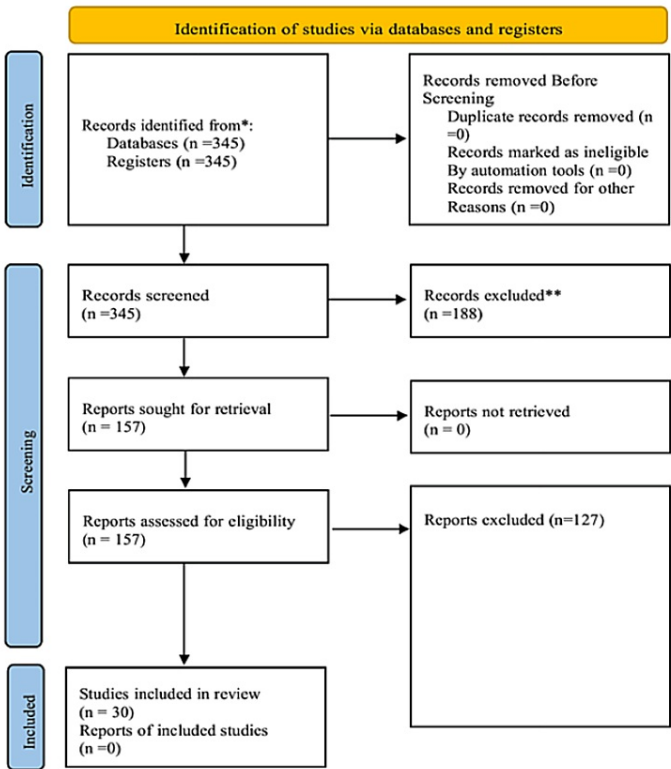 Identification of studies via databases and registers
Identification
Records identified from*:
Databases (n =345)
Registers (n =345)
Records removed Before
Screening
Duplicate records removed (n
=0)
Records marked as ineligible
By automation tools (n =0)
Records removed for other
Reasons (n =0)
Screening
Records screened
(n =345)
Records excluded**
(n =188)
Reports sought for retrieval
(n = 157)
Reports not retrieved
(n = 0)
Reports assessed for eligibility
(n = 157)
Reports excluded (n=127)
Included
Studies included in review
(n = 30)
Reports of included studies
(n =0)